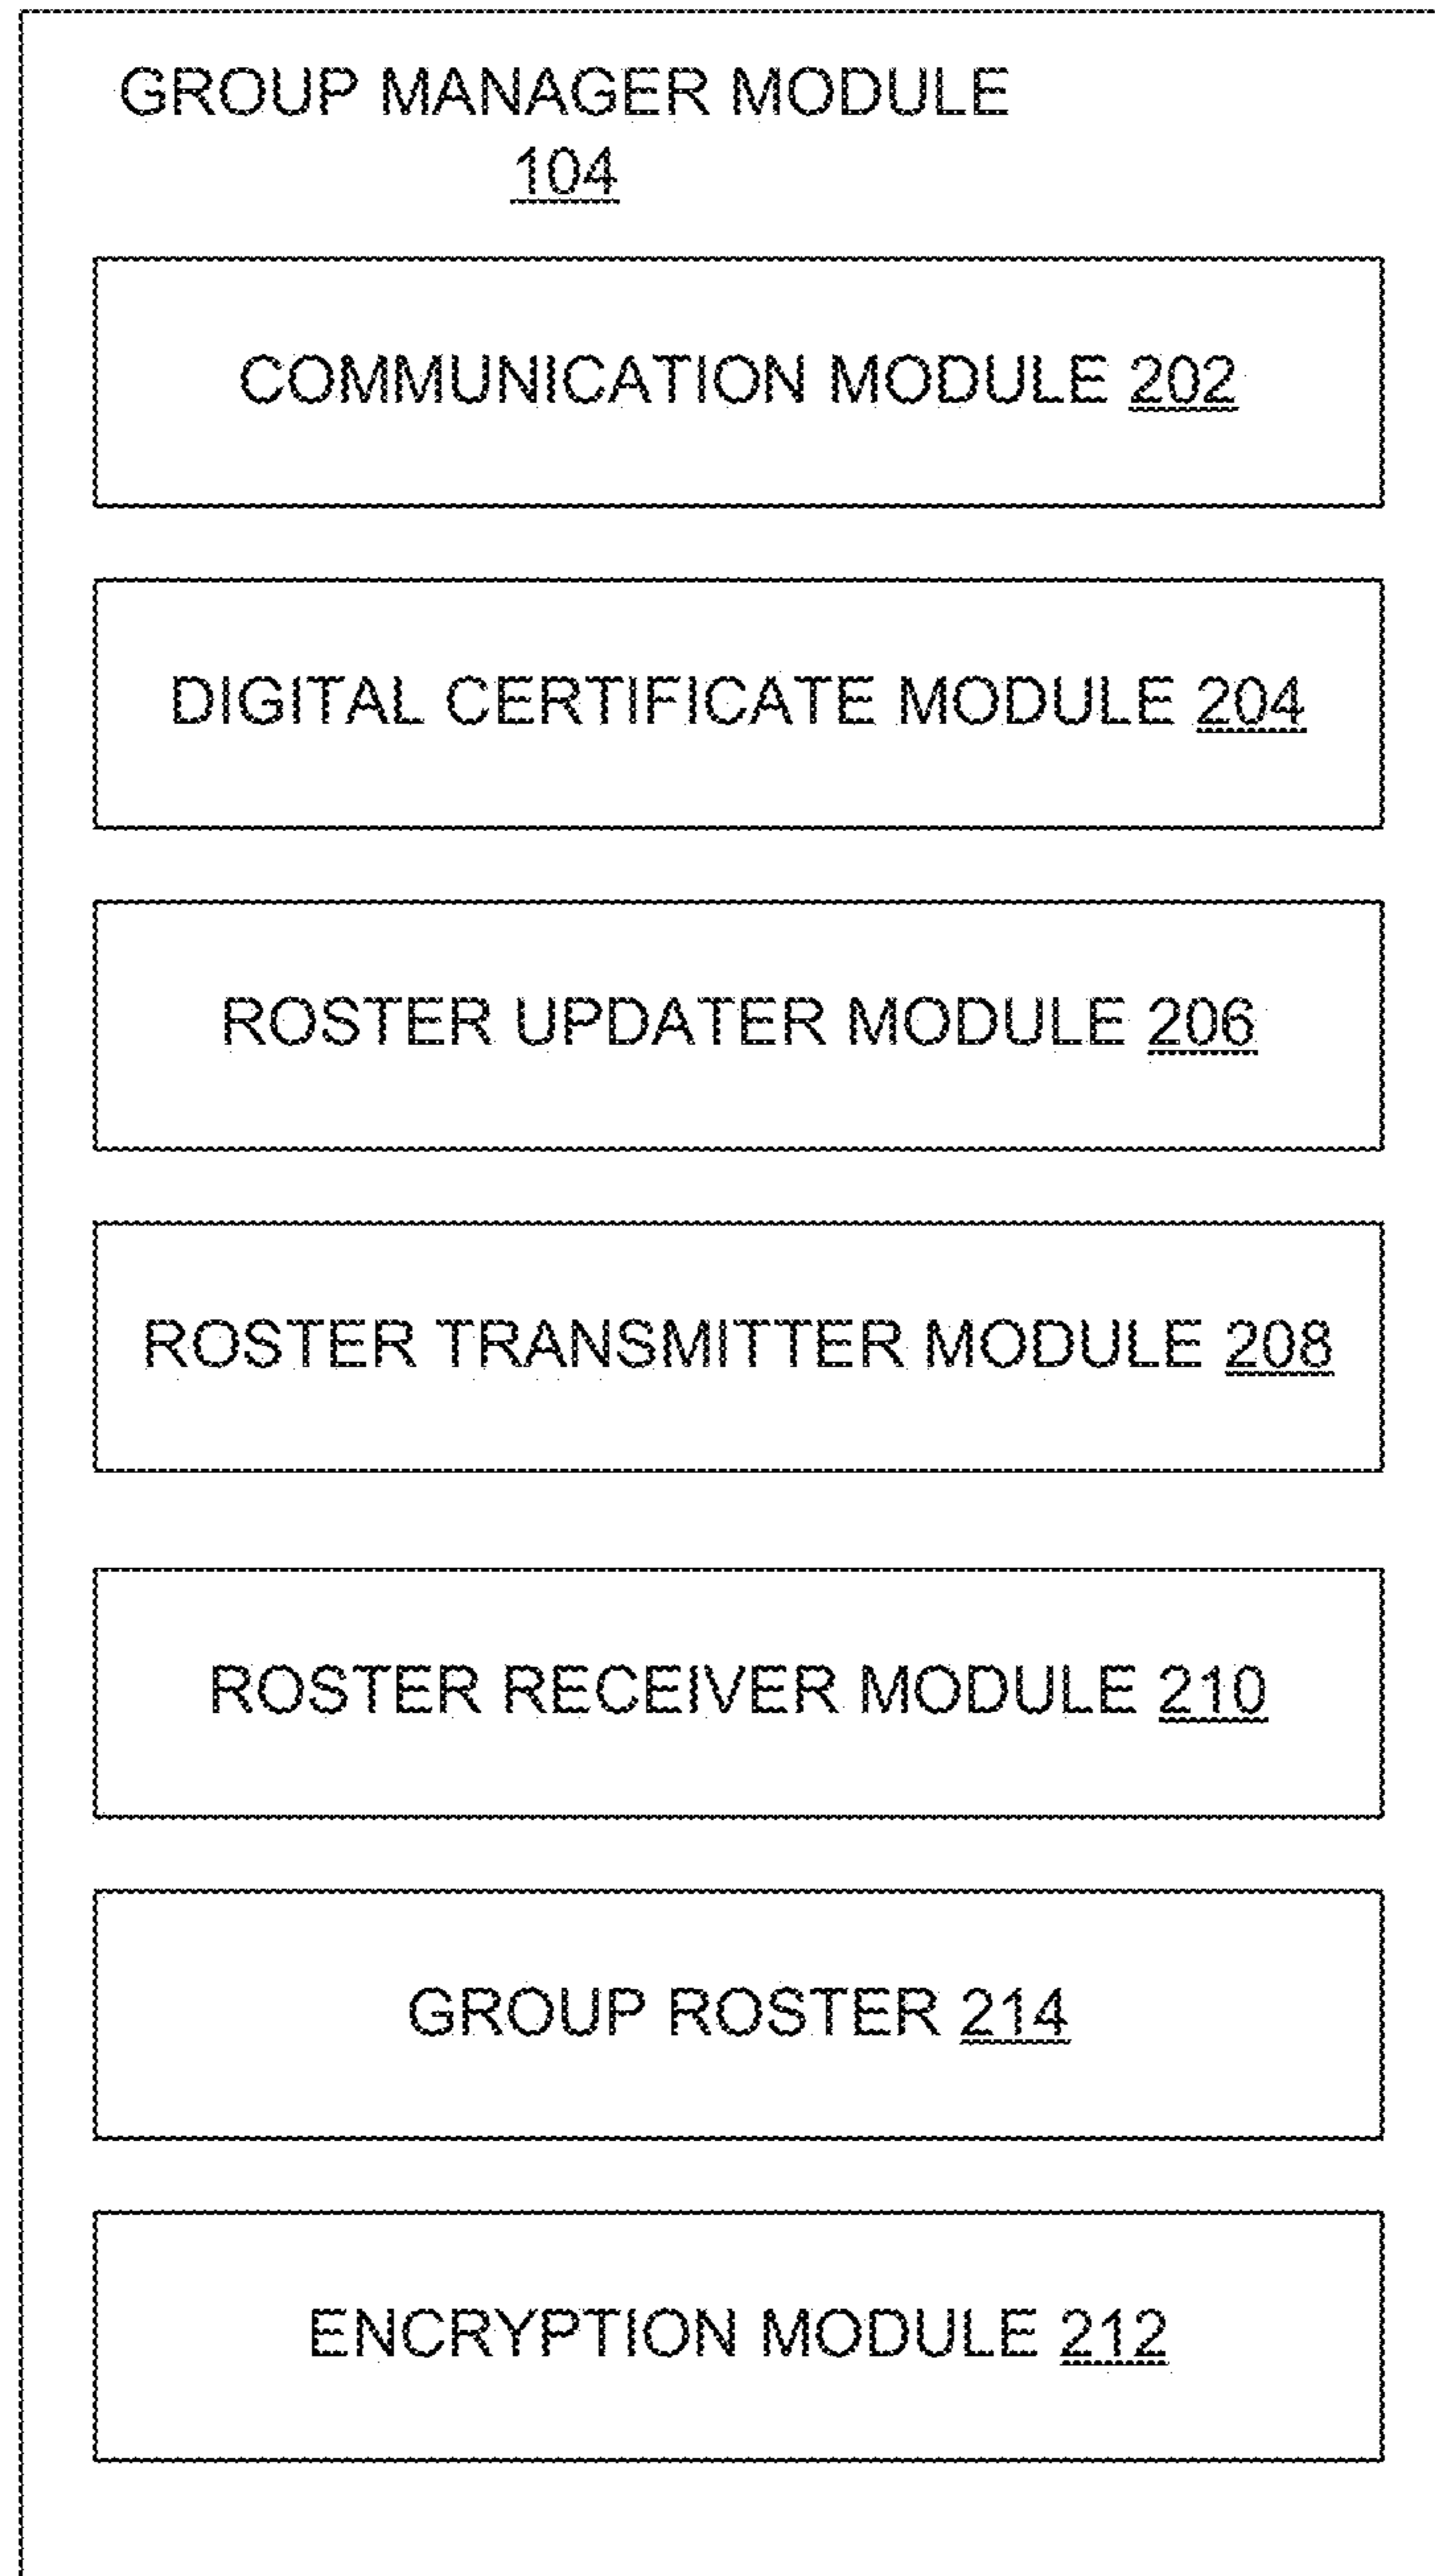 GROUP MANAGER MODULE
104
COMMUNICATION MODULE 202
DIGITAL CERTIFICATE MODULE 204
ROSTER UPDATER MODULE 206
ROSTER TRANSMITTER MODULE 208
ROSTER RECEIVER MODULE 210
GROUP ROSTER 214
ENCRYPTION MODULE 212